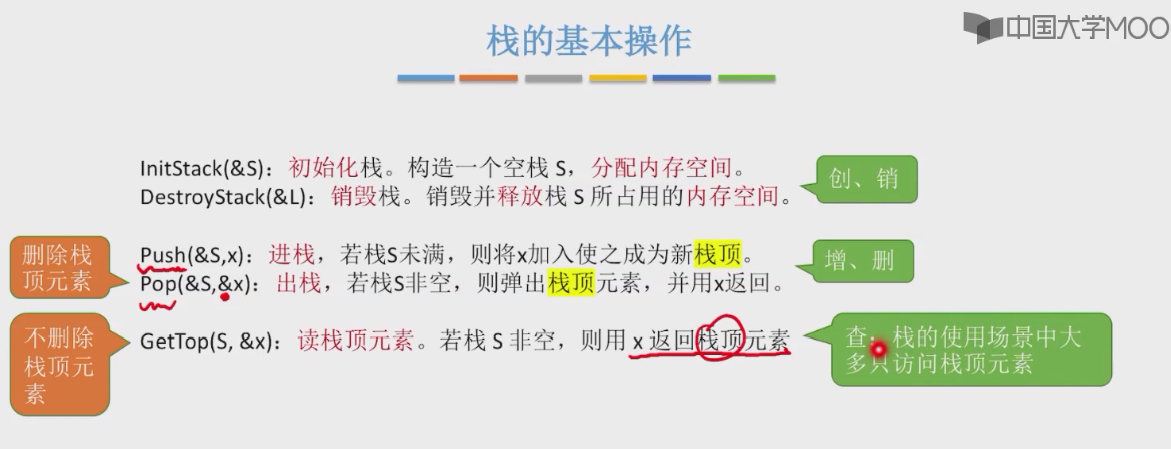 中国大学MOO
栈的基本操作
InitStack(&S)：初始化栈。构造一个空栈 S，分配内存空间。
DestroyStack(&L)：销毁栈。销毁并释放栈 S 所占用的内存空间。
创、销
删除栈
顶元素
Push(&S,x)：进栈，若栈S未满，则将x加入使之成为新栈顶。
Pop(&S,&x)：出栈，若栈S非空，则弹出栈顶元素，并用x返回。
增、删
不删除
栈顶元
素
GetTop(S, &x)：读栈顶元素。若栈 S 非空，则用 x 返回栈顶元素
查：栈的使用场景中大
多只访问栈顶元素